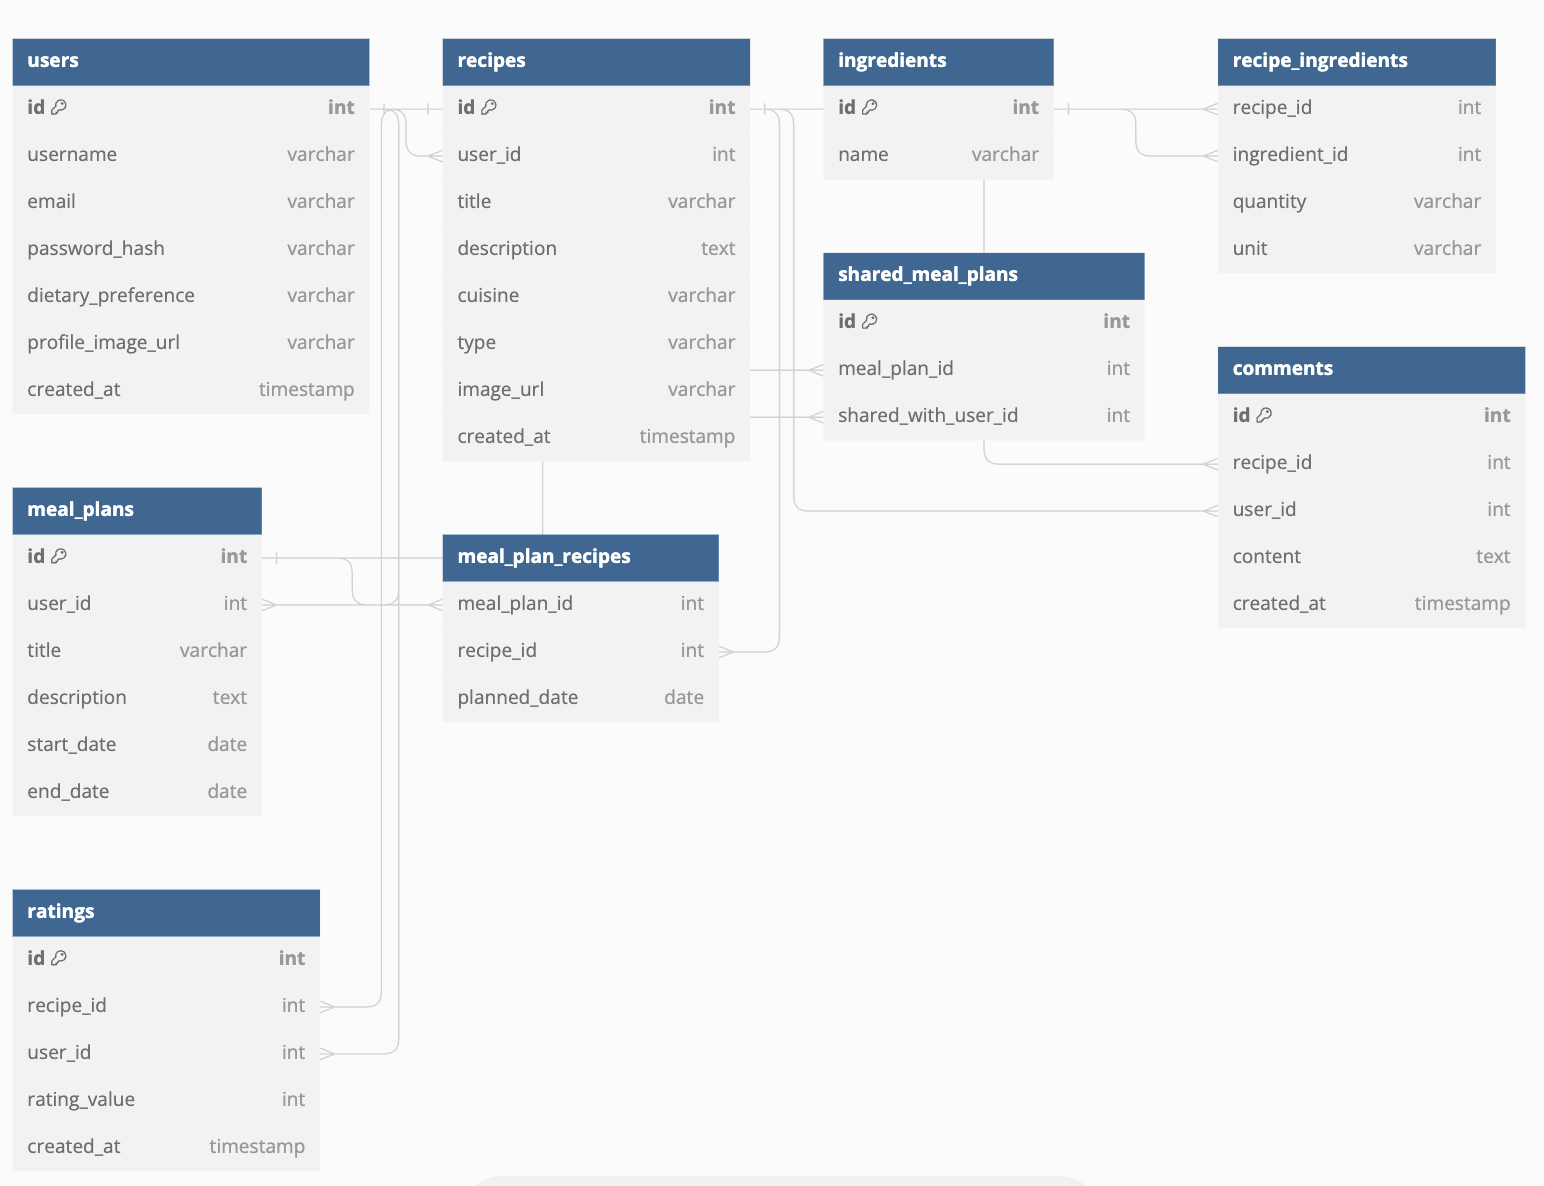 users
id int
username varchar
email varchar
password_hash varchar
dietary_preference varchar
profile_image_url varchar
created_at timestamp
recipes
id int
user_id int
title varchar
description text
cuisine varchar
type varchar
image_url varchar
created_at timestamp
ingredients
id int
name varchar
recipe_ingredients
recipe_id int
ingredient_id int
quantity varchar
unit varchar
shared_meal_plans
id int
meal_plan_id int
shared_with_user_id int
comments
id int
recipe_id int
user_id int
content text
created_at timestamp
meal_plans
id int
user_id int
title varchar
description text
start_date date
end_date date
meal_plan_recipes
meal_plan_id int
recipe_id int
planned_date date
ratings
id int
recipe_id int
user_id int
rating_value int
created_at timestamp